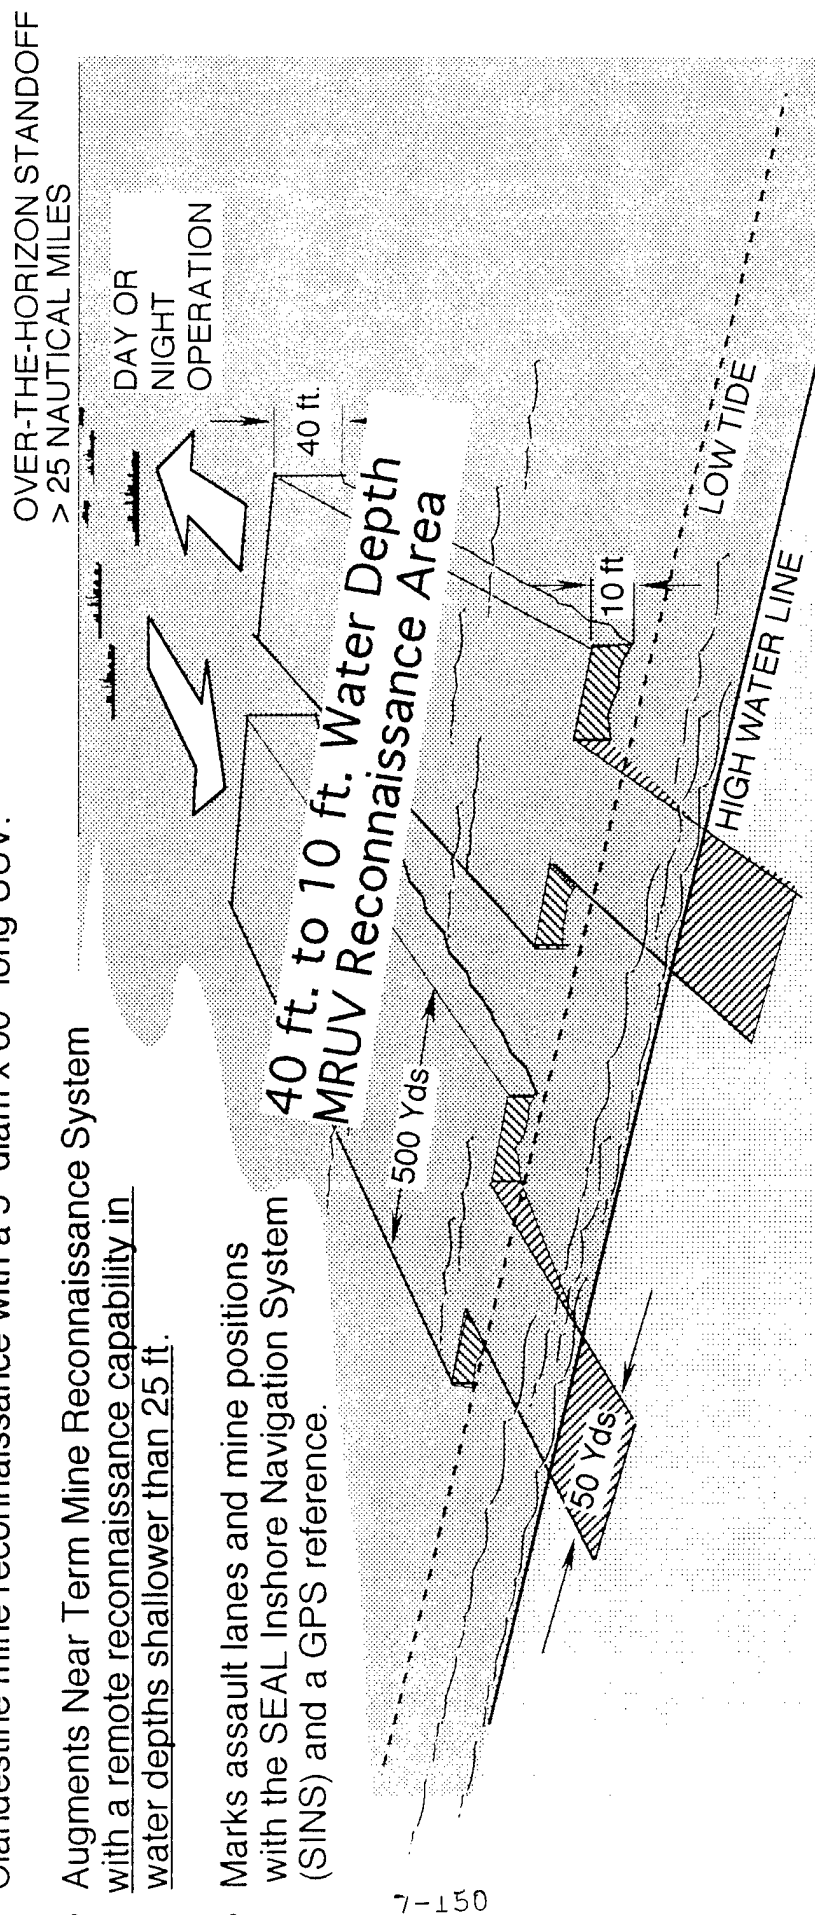 Augments Near Term Mine Reconnaissance System
with a remote reconnaissance capability in
water depths shallower than 25 ft.
Marks assault lanes and mine positions
with the SEAL Inshore Navigation System
(SINS) and a GPS reference.
OVER-THE-HORIZON STANDOFF
> 25 NAUTICAL MILES
DAY OR
NIGHT
OPERATION
40 ft.
40 ft. to 10 ft. Water Depth
MRUV Reconnaissance Area
500 Yds
10 ft
LOW TIDE
HIGH WATER LINE
50 Yds
7-150